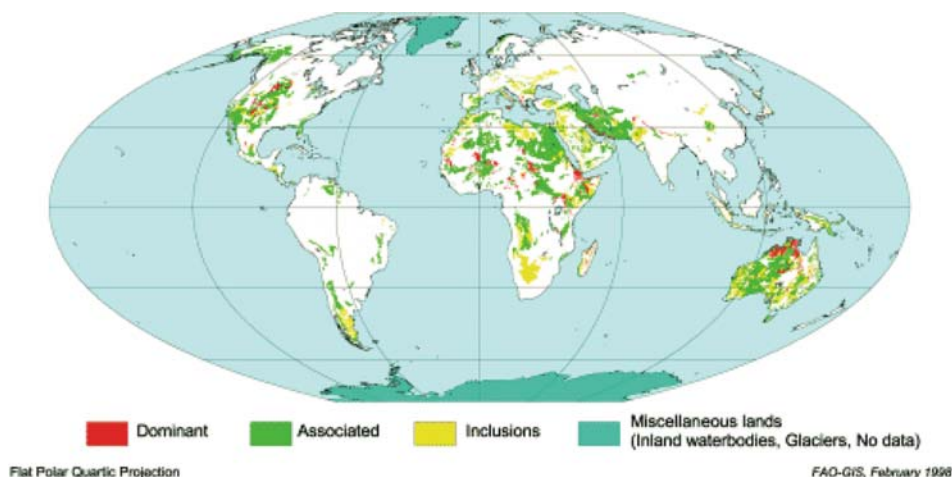 Dominant
Associated
Inclusions
Miscellaneous lands
(Inland waterbodies, Glaciers, No data)
Flat Polar Quartic Projection
FAO-GIS, February 1998